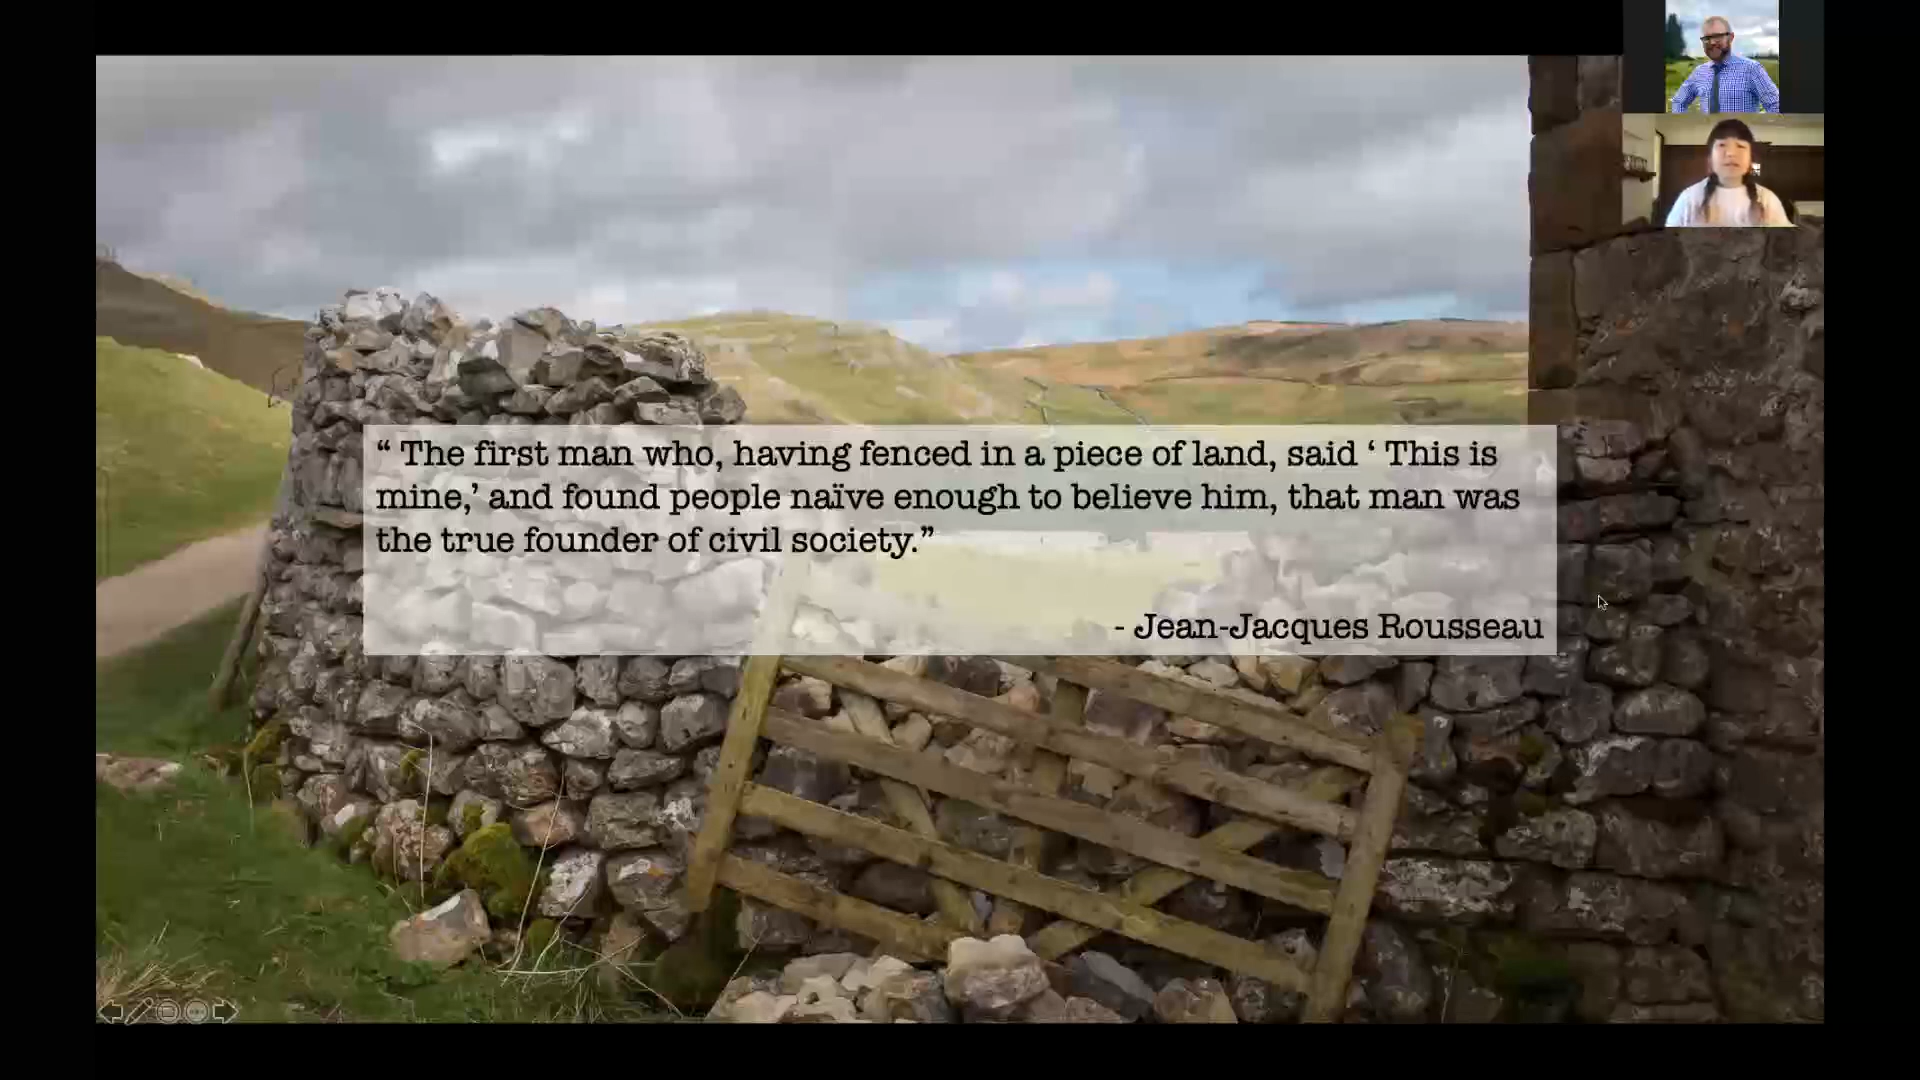 “ The first man who, having fenced in a piece of land, said ‘ This is
mine,’ and found people naïve enough to believe him, that man was
the true founder of civil society.”
- Jean-Jacques Rousseau